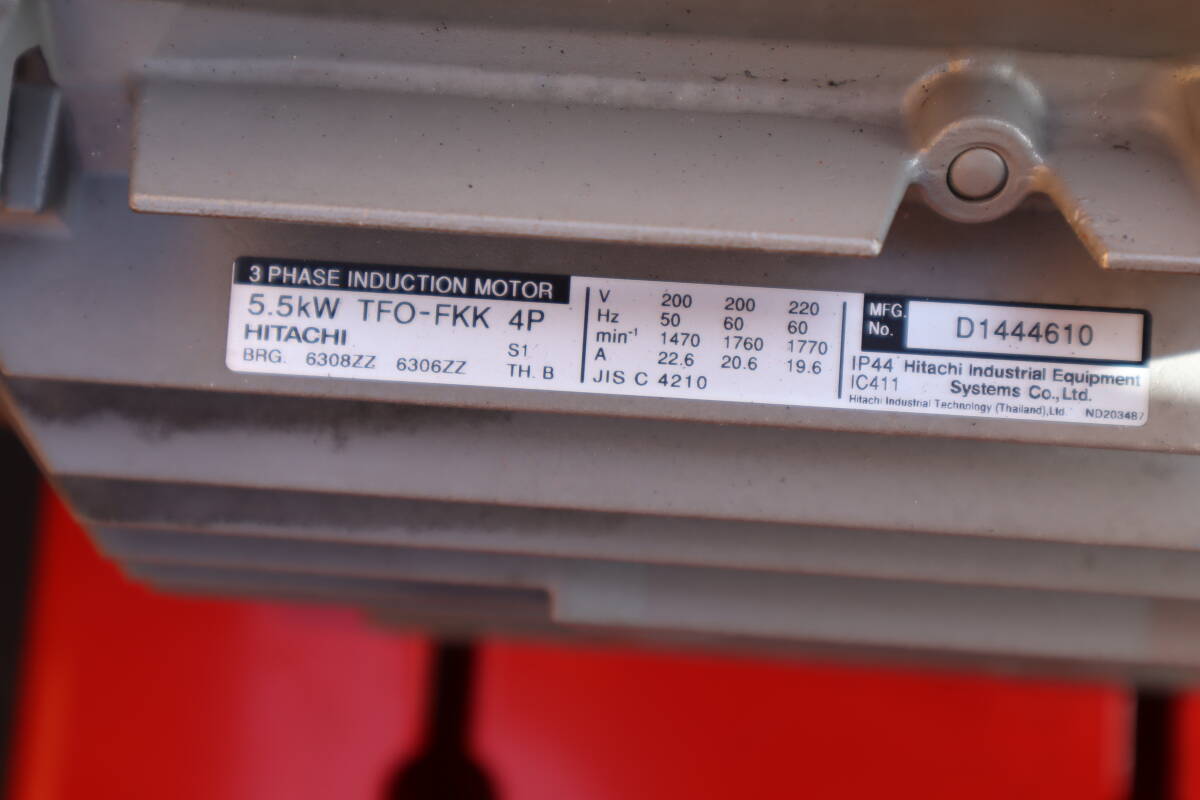 3 PHASE INDUCTION MOTOR
5.5kW TFO-FKK 4P
HITACHI S1
BRG. 6308ZZ 6306ZZ TH. B
V 200 200 220
Hz 50 60 60
min-1 1470 1760 1770
A 22.6 20.6 19.6
JIS C 4210
MFG. No. D1444610
IP44 Hitachi Industrial Equipment
IC411 Systems Co.,Ltd.
Hitachi Industrial Technology (Thailand),Ltd. ND203487